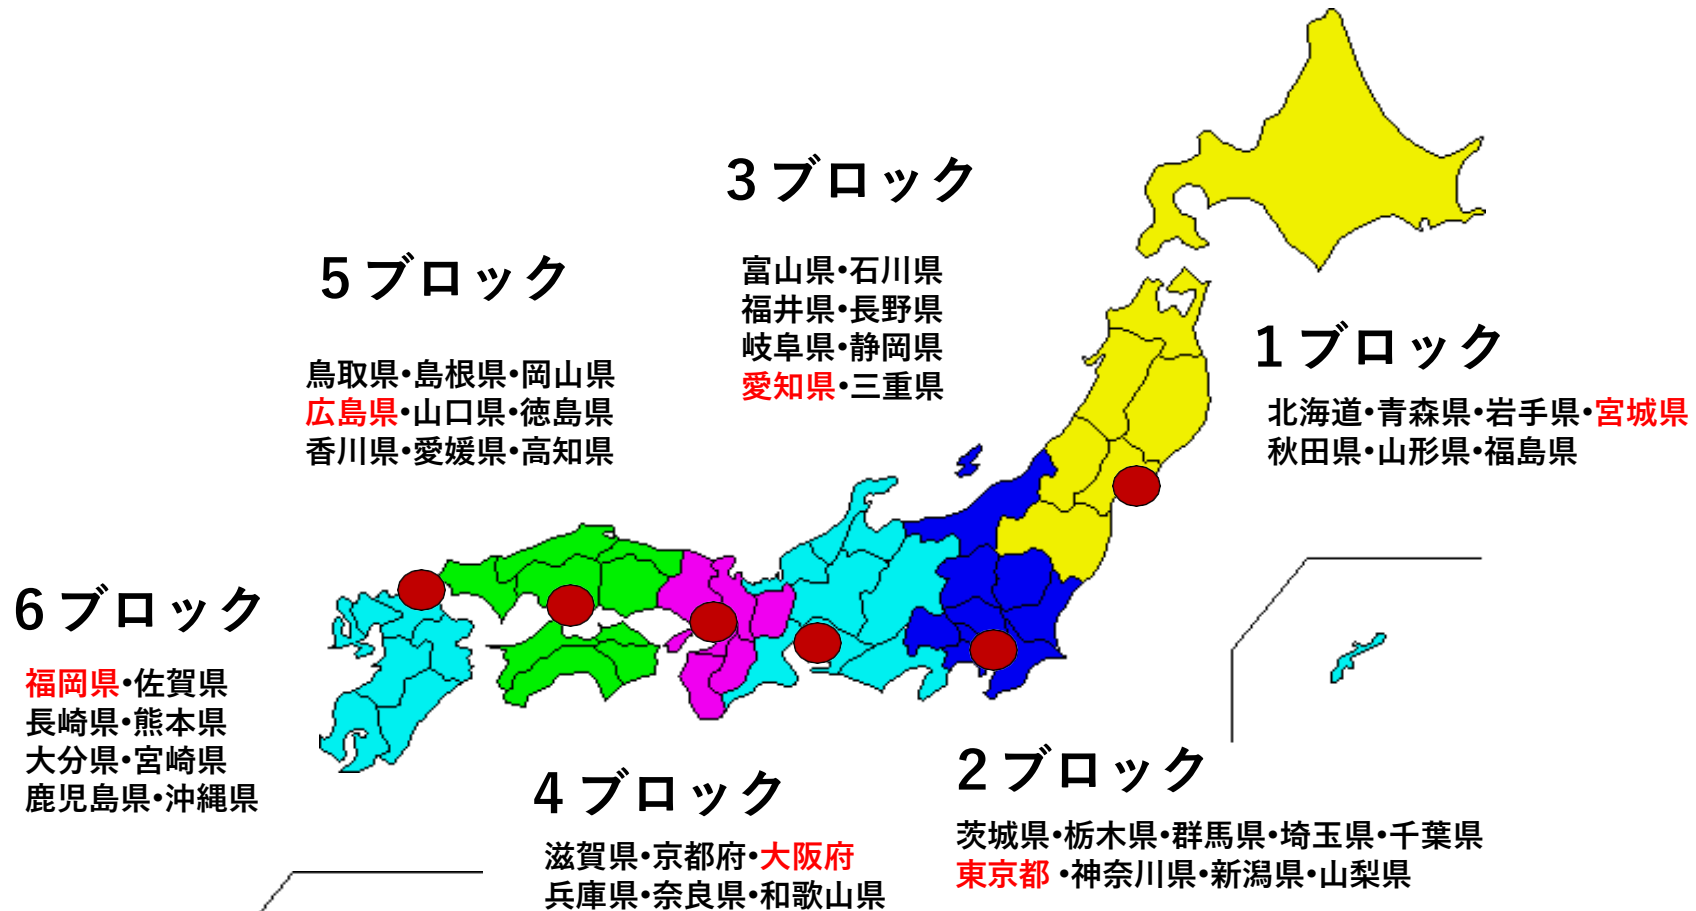 3ブロック
富山県・石川県
福井県・長野県
岐阜県・静岡県
愛知県・三重県
5ブロック
鳥取県・島根県・岡山県
広島県・山口県・徳島県
香川県・愛媛県・高知県
1ブロック
北海道・青森県・岩手県・宮城県
秋田県・山形県・福島県
6ブロック
福岡県・佐賀県
長崎県・熊本県
大分県・宮崎県
鹿児島県・沖縄県
4ブロック
滋賀県・京都府・大阪府
兵庫県・奈良県・和歌山県
2ブロック
茨城県・栃木県・群馬県・埼玉県・千葉県
東京都・神奈川県・新潟県・山梨県